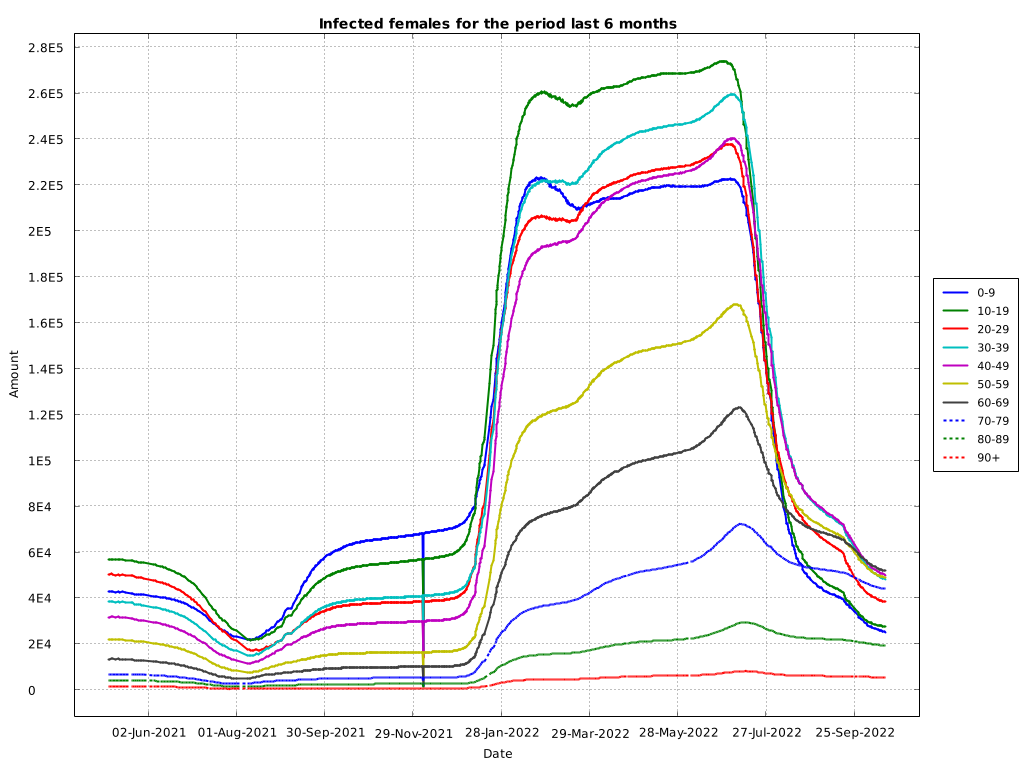 Infected females for the period last 6 months
2.8E5
2.6E5
2.4E5
2.2E5
2E5
1.8E5
1.6E5
1.4E5
1.2E5
1E5
8E4
6E4
4E4
2E4
0
Amount
02-Jun-2021 01-Aug-2021 30-Sep-2021 29-Nov-2021 28-Jan-2022 29-Mar-2022 28-May-2022 27-Jul-2022 25-Sep-2022
Date
0-9
10-19
20-29
30-39
40-49
50-59
60-69
70-79
80-89
90+